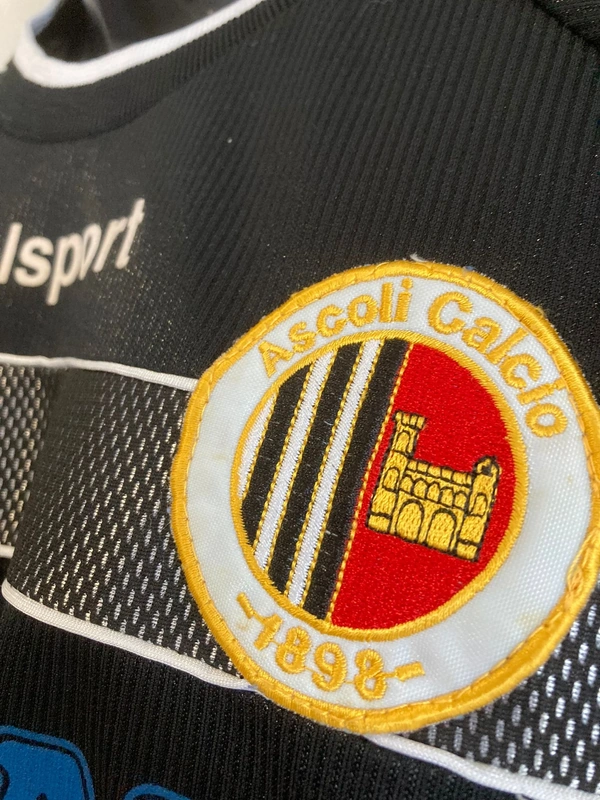 lsport
Ascoli Calcio
-1898-